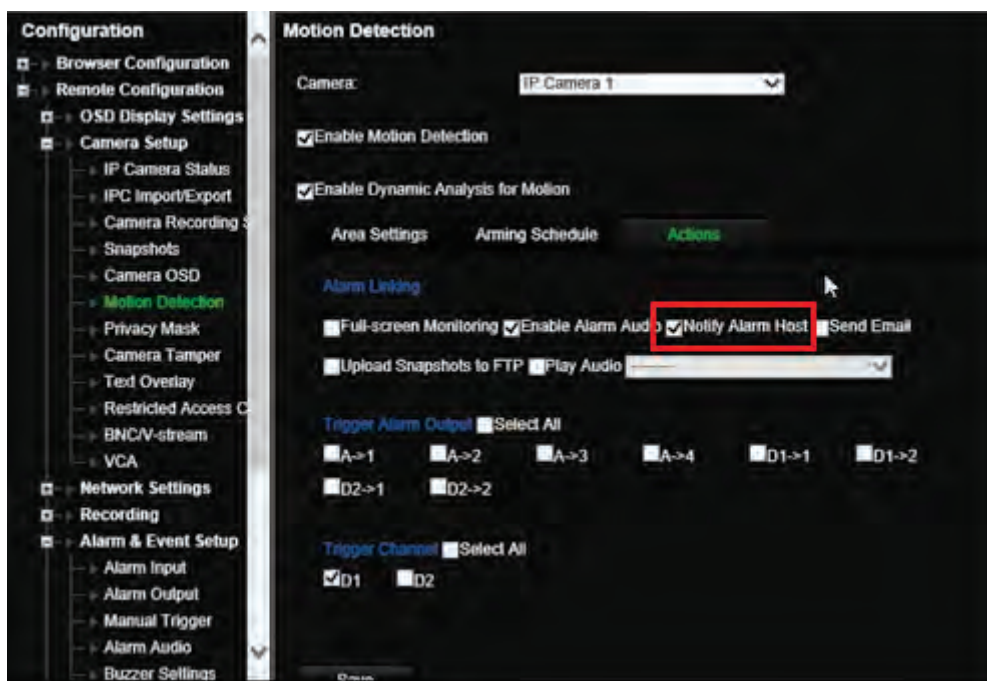 Configuration
Browser Configuration
Remote Configuration
OSD Display Settings
Camera Setup
IP Camera Status
IPC Import/Export
Camera Recording S
Snapshots
Camera OSD
Motion Detection
Privacy Mask
Camera Tamper
Text Overlay
Restricted Access C
BNC/V-stream
VCA
Network Settings
Recording
Alarm & Event Setup
Alarm Input
Alarm Output
Manual Trigger
Alarm Audio
Buzzer Settings
Motion Detection
Camera: IP Camera 1
Enable Motion Detection
Enable Dynamic Analysis for Motion
Area Settings Arming Schedule Actions
Alarm Linking
Full-screen Monitoring Enable Alarm Audio Notify Alarm Host Send Email
Upload Snapshots to FTP Play Audio
Trigger Alarm Output Select All
A->1 A->2 A->3 A->4 D1->1 D1->2
D2->1 D2->2
Trigger Channel Select All
D1 D2
Save